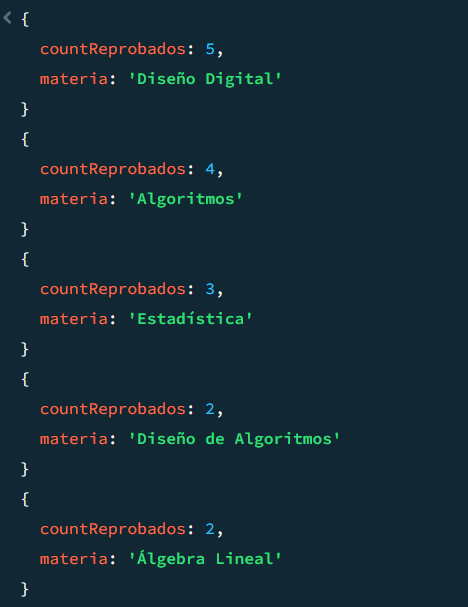 {
countReprobados: 5,
materia: 'Diseño Digital'
}
{
countReprobados: 4,
materia: 'Algoritmos'
}
{
countReprobados: 3,
materia: 'Estadística'
}
{
countReprobados: 2,
materia: 'Diseño de Algoritmos'
}
{
countReprobados: 2,
materia: 'Álgebra Lineal'
}